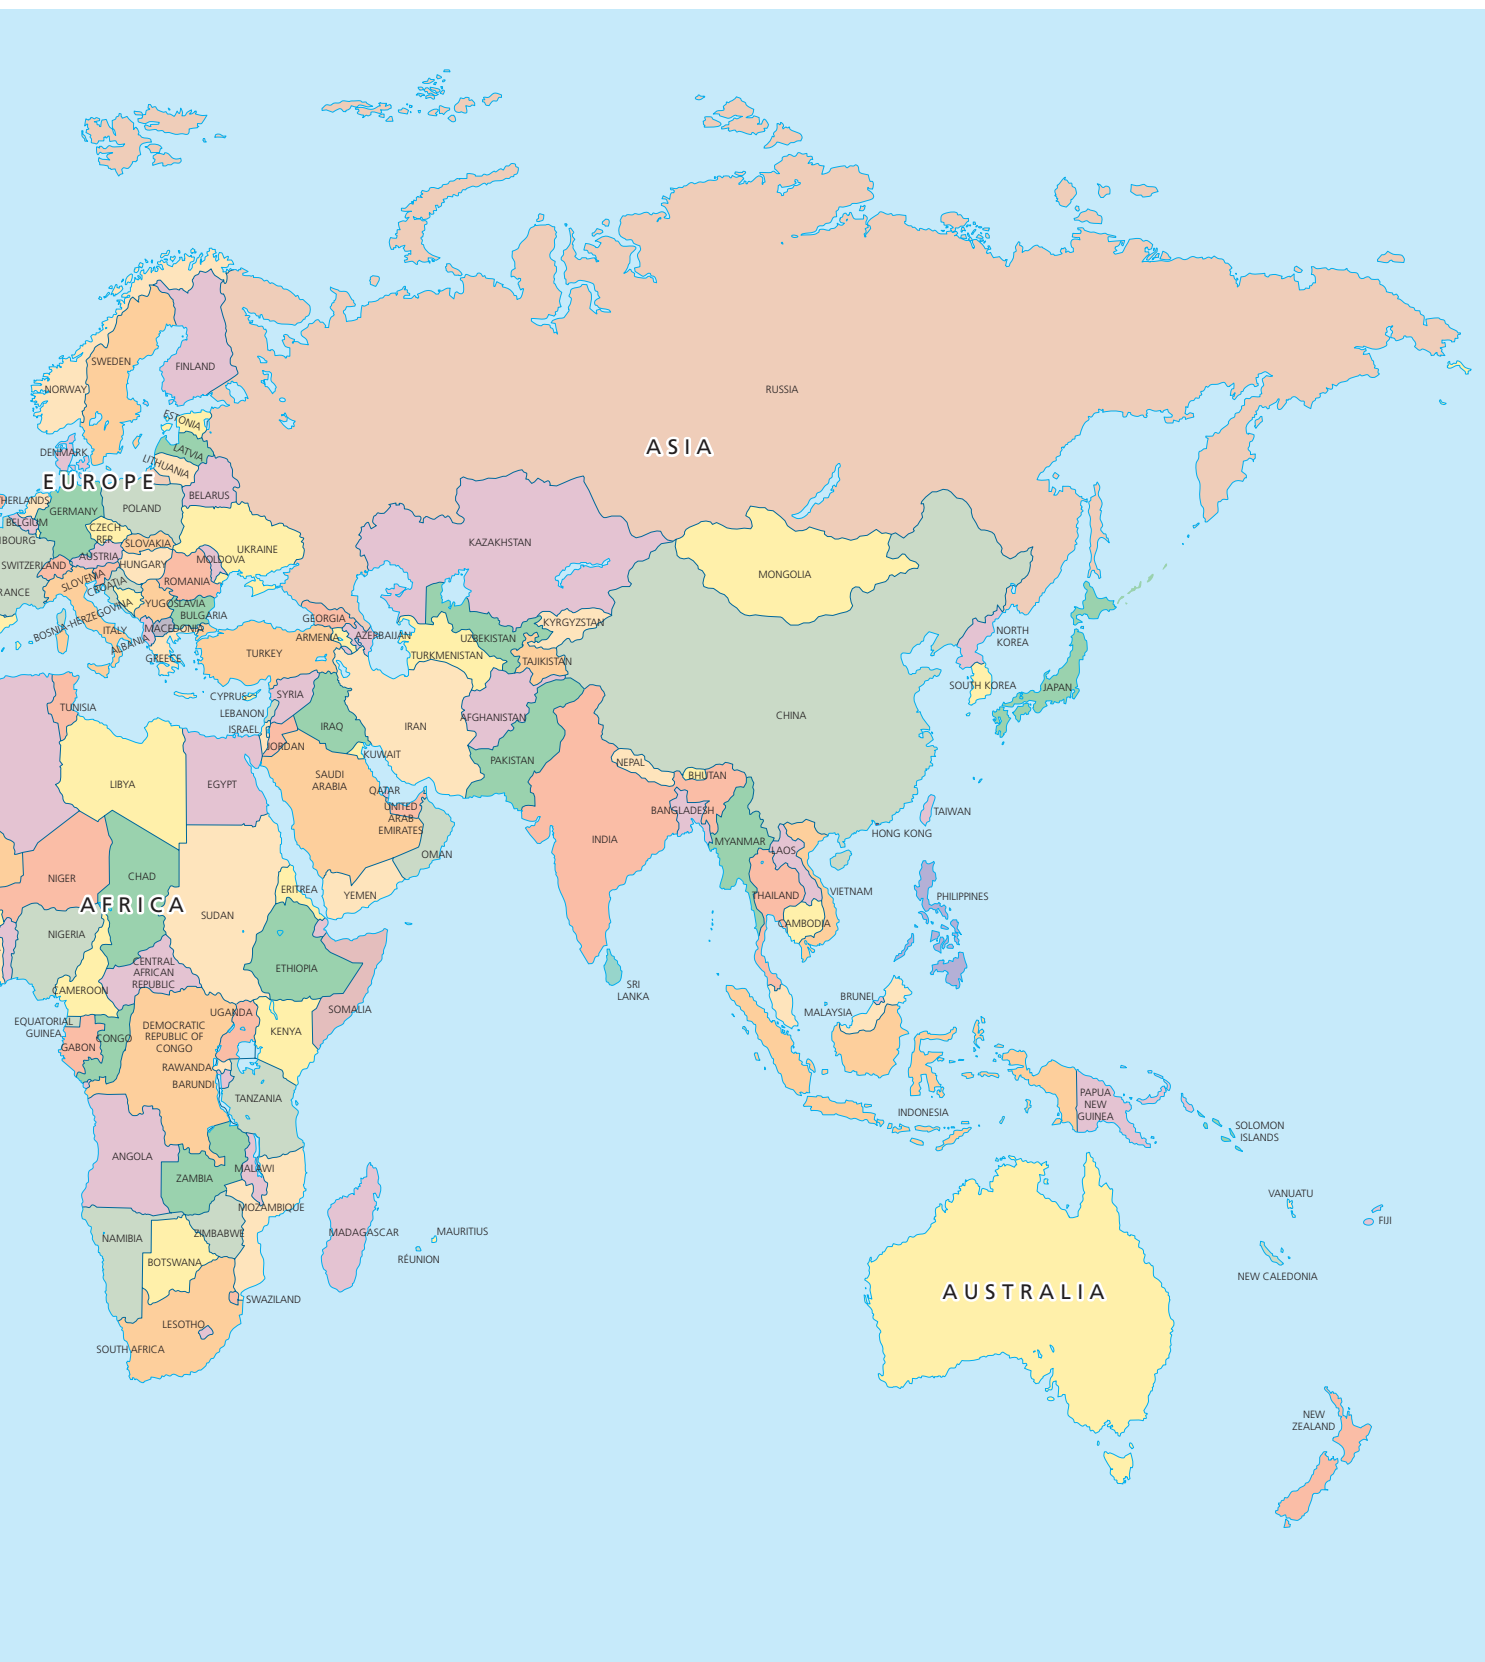 ASIA
RUSSIA
SWEDEN
FINLAND
NORWAY
ESTONIA
LATVIA
LITHUANIA
DENMARK
EUROPE
BELARUS
HERLANDS
GERMANY
POLAND
BELGIUM
CZECH
REP.
BOURG
SLOVAKIA
UKRAINE
AUSTRIA
MOLDOVA
SWITZERLAND
HUNGARY
SLOVENIA
CROATIA
ROMANIA
RANCE
BOSNIA-HERZEGOVINA
YUGOSLAVIA
BULGARIA
ITALY
MACEDONIA
ALBANIA
GREECE
KAZAKHSTAN
MONGOLIA
GEORGIA
ARMENIA
AZERBAIJAN
UZBEKISTAN
KYRGYZSTAN
TURKEY
TURKMENISTAN
TAJIKISTAN
NORTH
KOREA
SOUTH KOREA
JAPAN
CHINA
CYPRUS
SYRIA
LEBANON
ISRAEL
JORDAN
IRAQ
IRAN
AFGHANISTAN
KUWAIT
PAKISTAN
NEPAL
BHUTAN
TUNISIA
LIBYA
EGYPT
SAUDI
ARABIA
QATAR
UNITED
ARAB
EMIRATES
OMAN
YEMEN
INDIA
BANGLADESH
MYANMAR
LAOS
HONG KONG
TAIWAN
THAILAND
VIETNAM
CAMBODIA
PHILIPPINES
NIGER
CHAD
AFRICA
SUDAN
ERITREA
NIGERIA
ETHIOPIA
CENTRAL
AFRICAN
REPUBLIC
CAMEROON
SOMALIA
SRI
LANKA
BRUNEI
MALAYSIA
EQUATORIAL
GUINEA
GABON
CONGO
DEMOCRATIC
REPUBLIC OF
CONGO
UGANDA
KENYA
RAWANDA
BARUNDI
TANZANIA
INDONESIA
PAPUA
NEW
GUINEA
SOLOMON
ISLANDS
ANGOLA
ZAMBIA
MALAWI
MOZAMBIQUE
NAMIBIA
ZIMBABWE
BOTSWANA
MADAGASCAR
MAURITIUS
RÉUNION
VANUATU
FIJI
NEW CALEDONIA
SWAZILAND
LESOTHO
SOUTH AFRICA
AUSTRALIA
NEW
ZEALAND